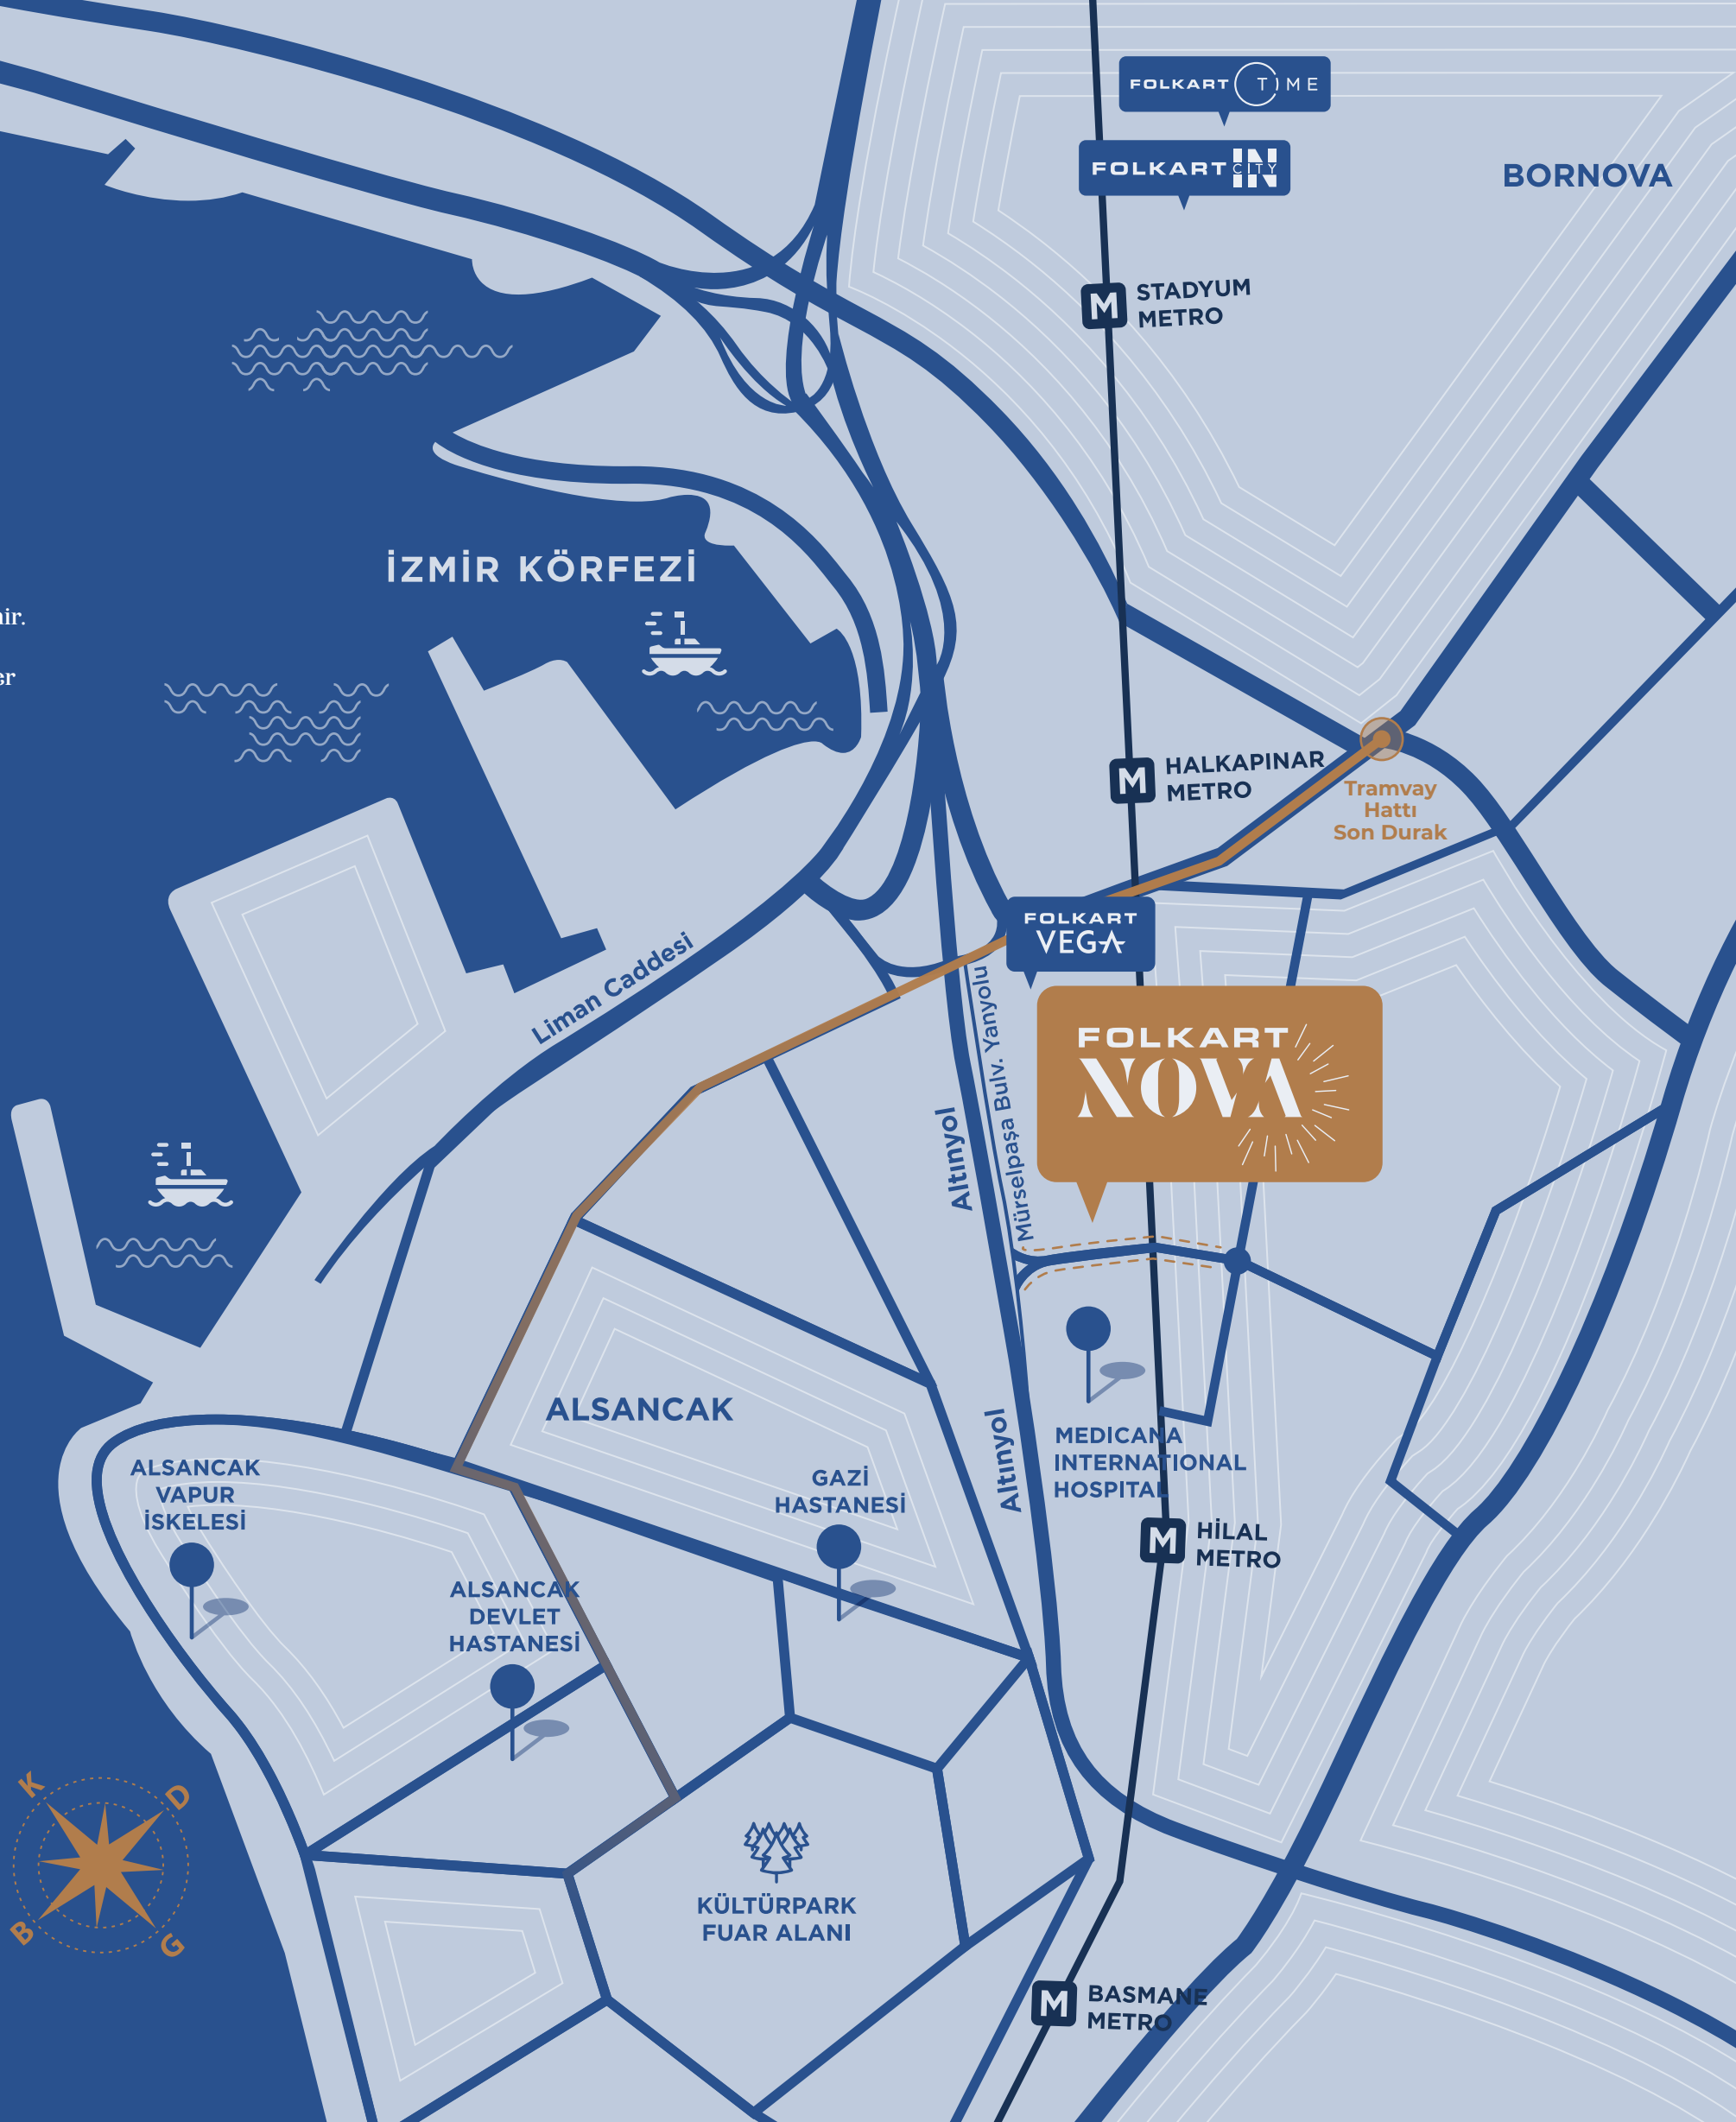 FOLKART TIME
FOLKART IN CITY
BORNOVA
M STADYUM
METRO
İZMİR KÖRFEZİ
er
M HALKAPINAR
METRO
Tramvay
Hattı
Son Durak
FOLKART
VEGA
Liman Caddesi
Mürselpaşa Bulv. Yanyolu
FOLKART
NOVA
Altınyol
ALSANCAK
Altınyol
MEDICANA
INTERNATIONAL
HOSPITAL
ALSANCAK
VAPUR
İSKELESİ
GAZİ
HASTANESİ
M HİLAL
METRO
ALSANCAK
DEVLET
HASTANESİ
K
D
B
G
KÜLTÜRPARK
FUAR ALANI
M BASMANE
METRO